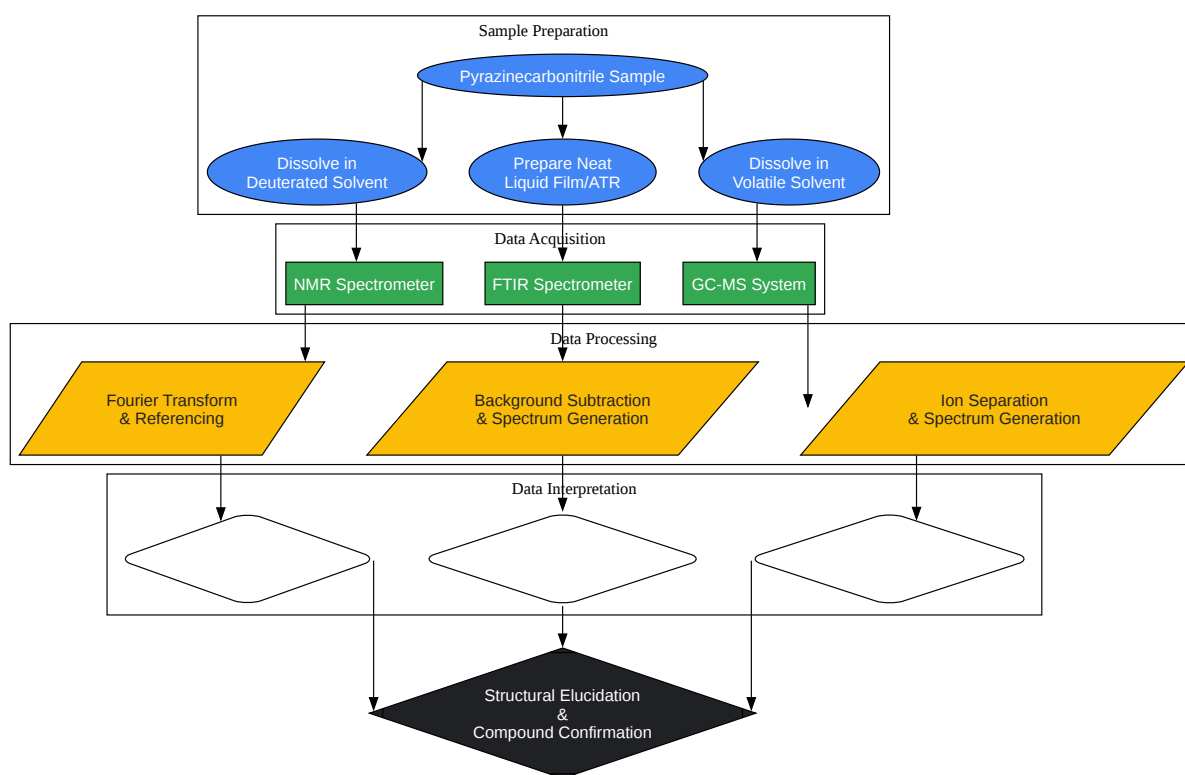 Sample Preparation
Pyrazinecarbonitrile Sample
Dissolve in
Deuterated Solvent
Prepare Neat
Liquid Film/ATR
Dissolve in
Volatile Solvent
Data Acquisition
NMR Spectrometer
FTIR Spectrometer
GC-MS System
Data Processing
Fourier Transform
& Referencing
Background Subtraction
& Spectrum Generation
Ion Separation
& Spectrum Generation
Data Interpretation
Structural Elucidation
&
Compound Confirmation